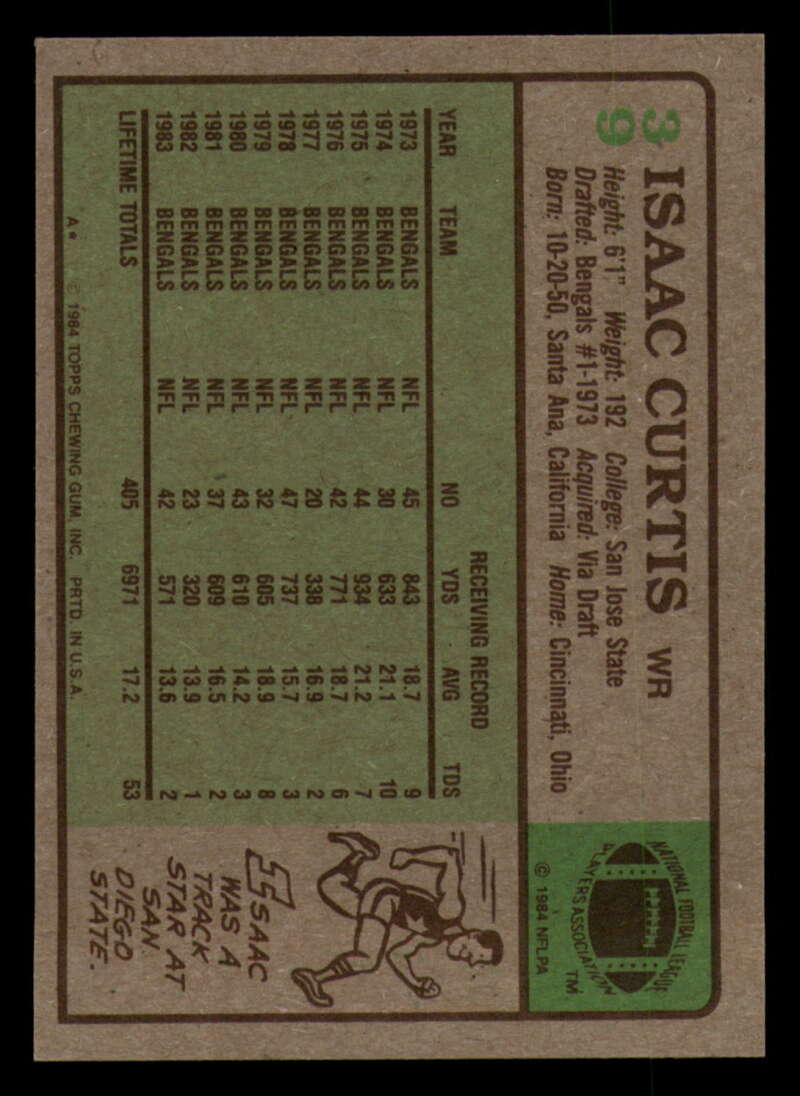 39
ISAAC CURTIS WR
Height: 6'1" Weight: 192 College: San Jose State
Drafted: Bengals #1-1973 Acquired: Via Draft
Born: 10-20-50, Santa Ana, California Home: Cincinnati, Ohio
NATIONAL FOOTBALL LEAGUE
PLAYERS ASSOCIATION
TM
© 1984 NFLPA
RECEIVING RECORD
YEAR TEAM NO YDS AVG TDS
1973 BENGALS NFL 45 843 18.7 9
1974 BENGALS NFL 30 633 21.1 10
1975 BENGALS NFL 44 934 21.2 7
1976 BENGALS NFL 42 771 18.7 6
1977 BENGALS NFL 20 338 16.9 2
1978 BENGALS NFL 47 737 15.7 3
1979 BENGALS NFL 32 605 18.9 8
1980 BENGALS NFL 43 610 14.2 3
1981 BENGALS NFL 37 609 16.5 2
1982 BENGALS NFL 23 320 13.9 1
1983 BENGALS NFL 42 571 13.6 2
LIFETIME TOTALS 405 6971 17.2 53
A* © 1984 TOPPS CHEWING GUM, INC. PRTD. IN U.S.A.
ISAAC
WAS A
TRACK
STAR AT
SAN
DIEGO
STATE.